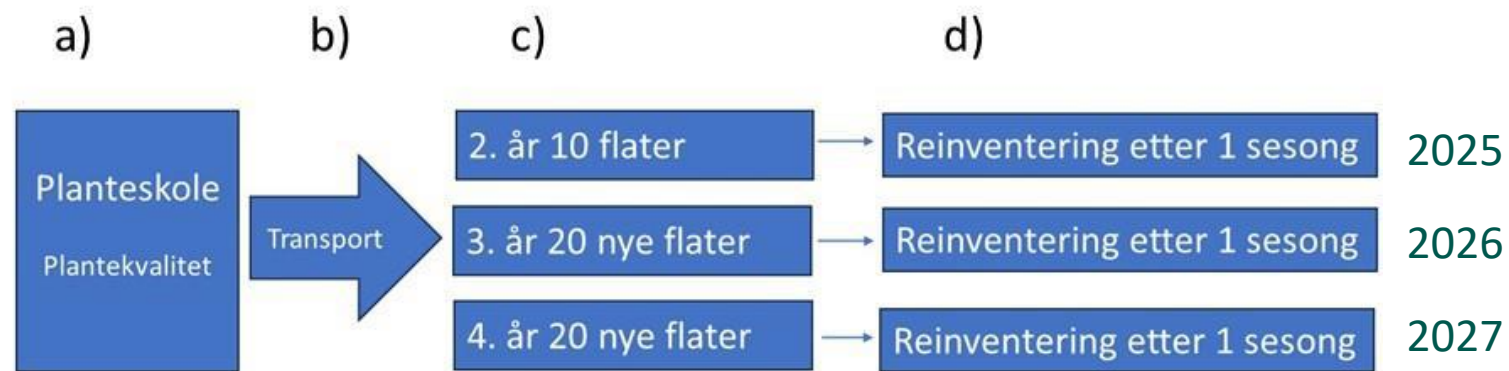 a)
b)
c)
d)
Planteskole
Plantekvalitet
Transport
2. år 10 flater
Reinventering etter 1 sesong
2025
3. år 20 nye flater
Reinventering etter 1 sesong
2026
4. år 20 nye flater
Reinventering etter 1 sesong
2027